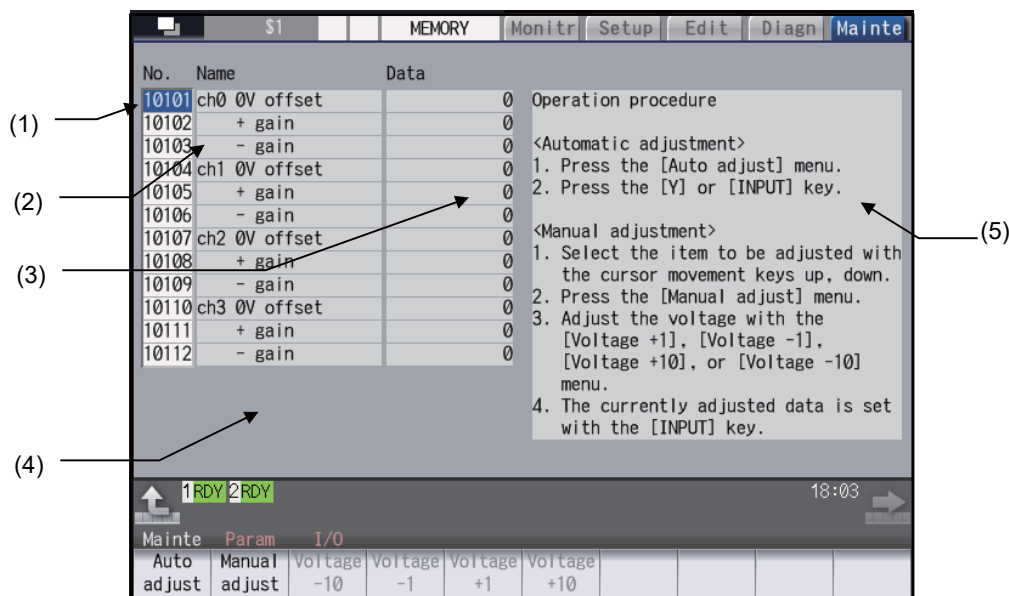 $1 MEMORY Monitr Setup Edit Diagn Mainte
No. Name Data
10101 ch0 0V offset 0
10102 + gain 0
10103 - gain 0
10104 ch1 0V offset 0
10105 + gain 0
10106 - gain 0
10107 ch2 0V offset 0
10108 + gain 0
10109 - gain 0
10110 ch3 0V offset 0
10111 + gain 0
10112 - gain 0
Operation procedure
<Automatic adjustment>
1. Press the [Auto adjust] menu.
2. Press the [Y] or [INPUT] key.
<Manual adjustment>
1. Select the item to be adjusted with
the cursor movement keys up, down.
2. Press the [Manual adjust] menu.
3. Adjust the voltage with the
[Voltage +1], [Voltage -1],
[Voltage +10], or [Voltage -10]
menu.
4. The currently adjusted data is set
with the [INPUT] key.
(1)
(2)
(3)
(4)
(5)
1 RDY 2 RDY 18:03
Mainte Param I/O
Auto adjust
Manual adjust
Voltage -10
Voltage -1
Voltage +1
Voltage +10